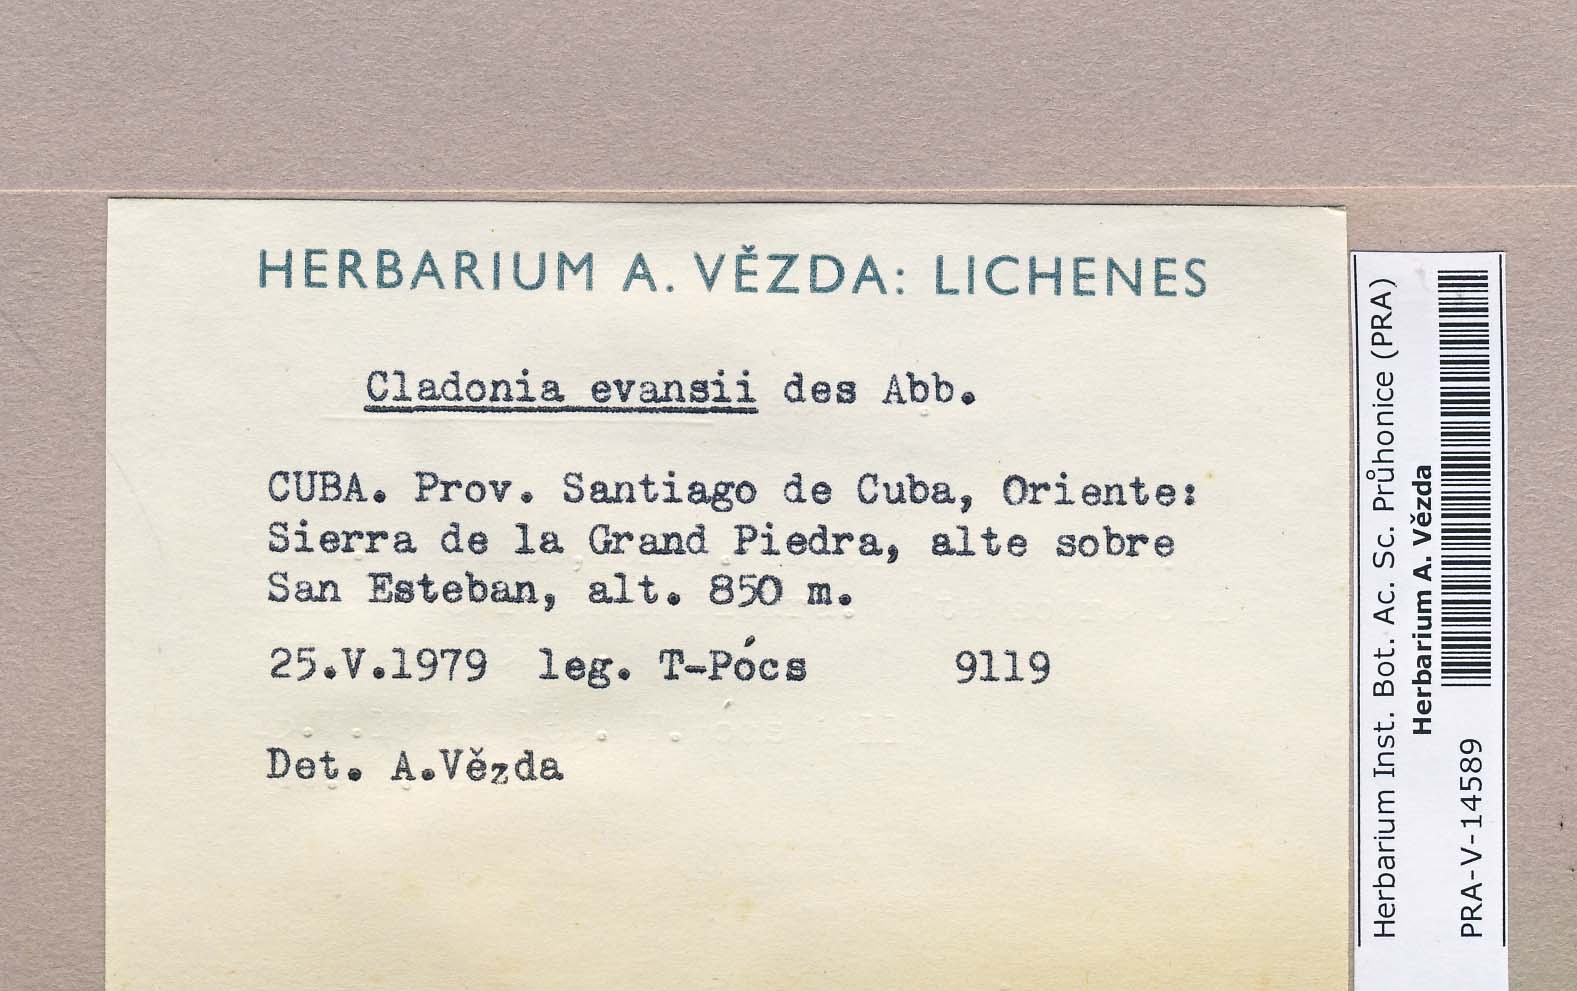 HERBARIUM A. VĚZDA: LICHENES
Cladonia evansii des Abb.
CUBA. Prov. Santiago de Cuba, Oriente:
Sierra de la Grand Piedra, alte sobre
San Esteban, alt. 850 m.
25.V.1979 leg. T-Pócs 9119
Det. A.Vězda
Herbarium Inst. Bot. Ac. Sc. Průhonice (PRA)
Herbarium A. Vězda
PRA-V-14589